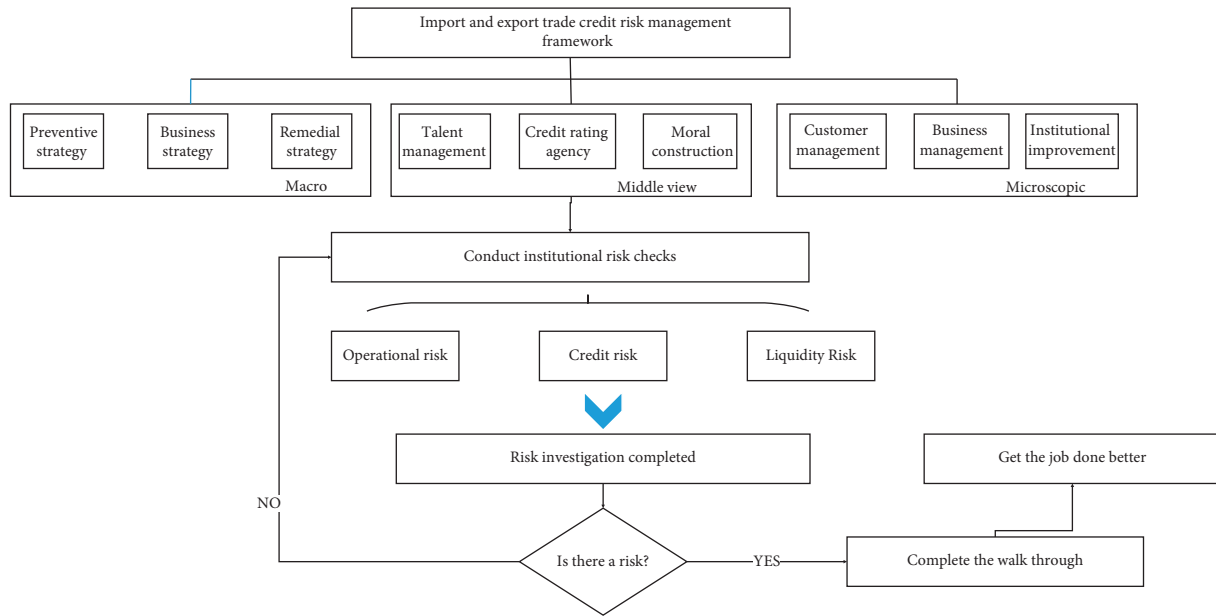 Import and export trade credit risk management
framework
Preventive
strategy
Business
strategy
Remedial
strategy
Macro
Talent
management
Credit rating
agency
Moral
construction
Middle view
Customer
management
Business
management
Institutional
improvement
Microscopic
Conduct institutional risk checks
Operational risk
Credit risk
Liquidity Risk
Risk investigation completed
Get the job done better
NO
Is there a risk?
YES
Complete the walk through